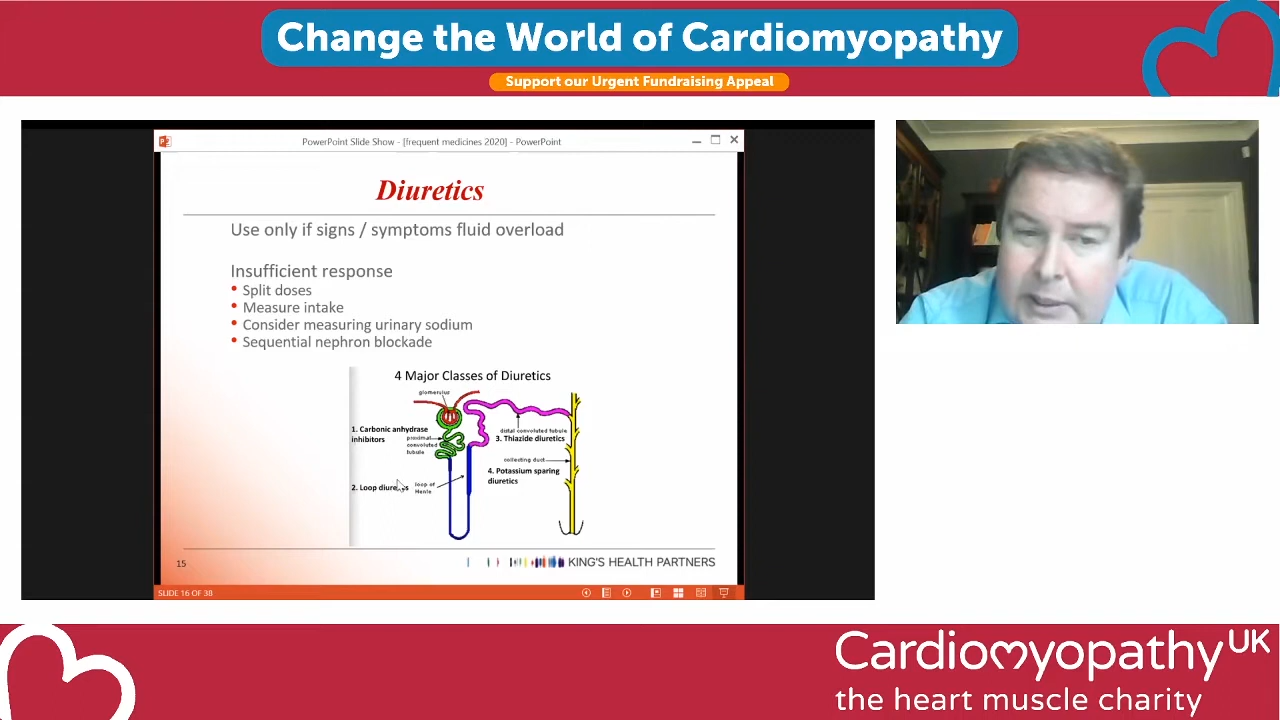 Change the World of Cardiomyopathy
Support our Urgent Fundraising Appeal
PowerPoint Slide Show - [frequent medicines 2020] - PowerPoint
Diuretics
Use only if signs / symptoms fluid overload
Insufficient response
• Split doses
• Measure intake
• Consider measuring urinary sodium
• Sequential nephron blockade
4 Major Classes of Diuretics
glomerulus
1. Carbonic anhydrase
inhibitors
proximal
convoluted
tubule
distal convoluted tubule
3. Thiazide diuretics
collecting duct
4. Potassium sparing
diuretics
2. Loop
loop of
Henle
15
KING'S HEALTH PARTNERS
SLIDE 16 OF 38
Cardiomyopathy UK
the heart muscle charity